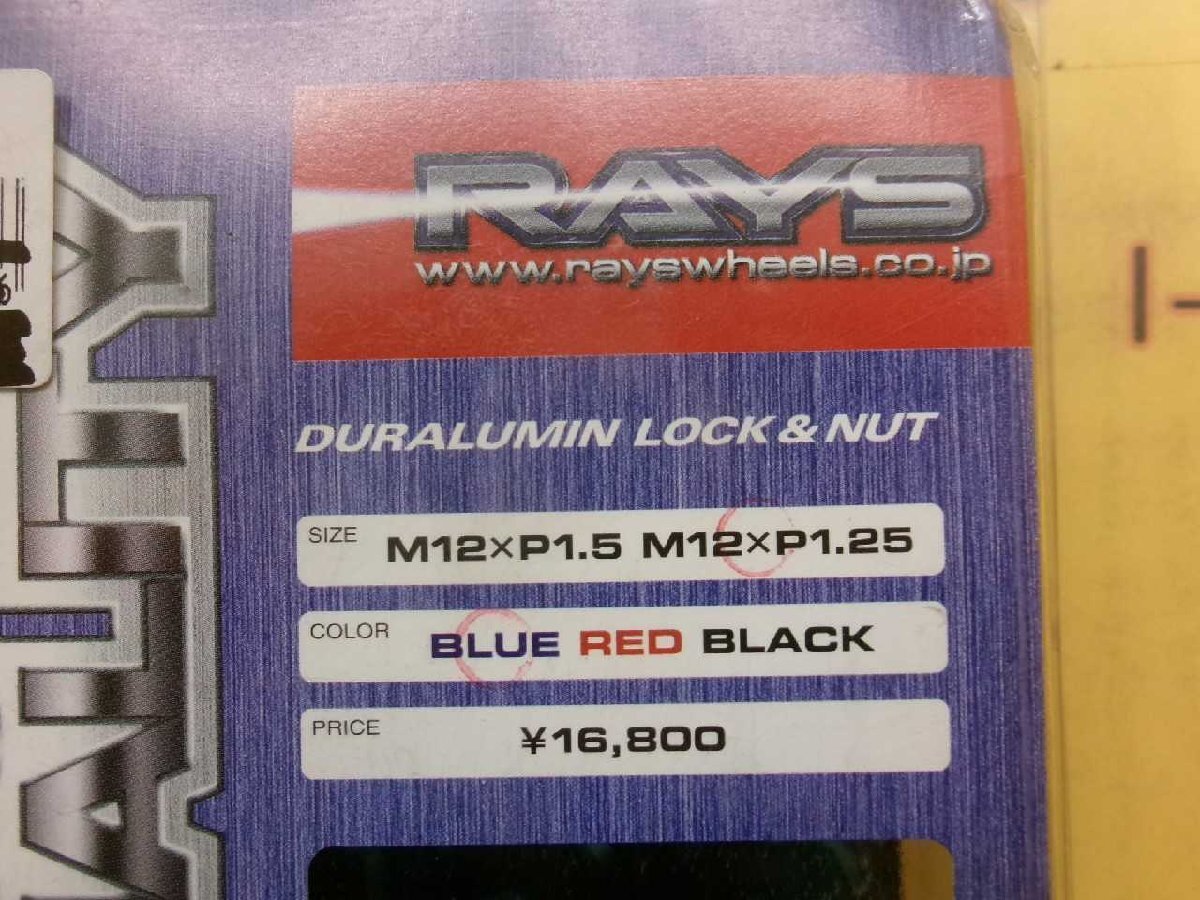 RAYS
www.rayswheels.co.jp
DURALUMIN LOCK & NUT
SIZE M12×P1.5 M12×P1.25
COLOR BLUE RED BLACK
PRICE ¥16,800